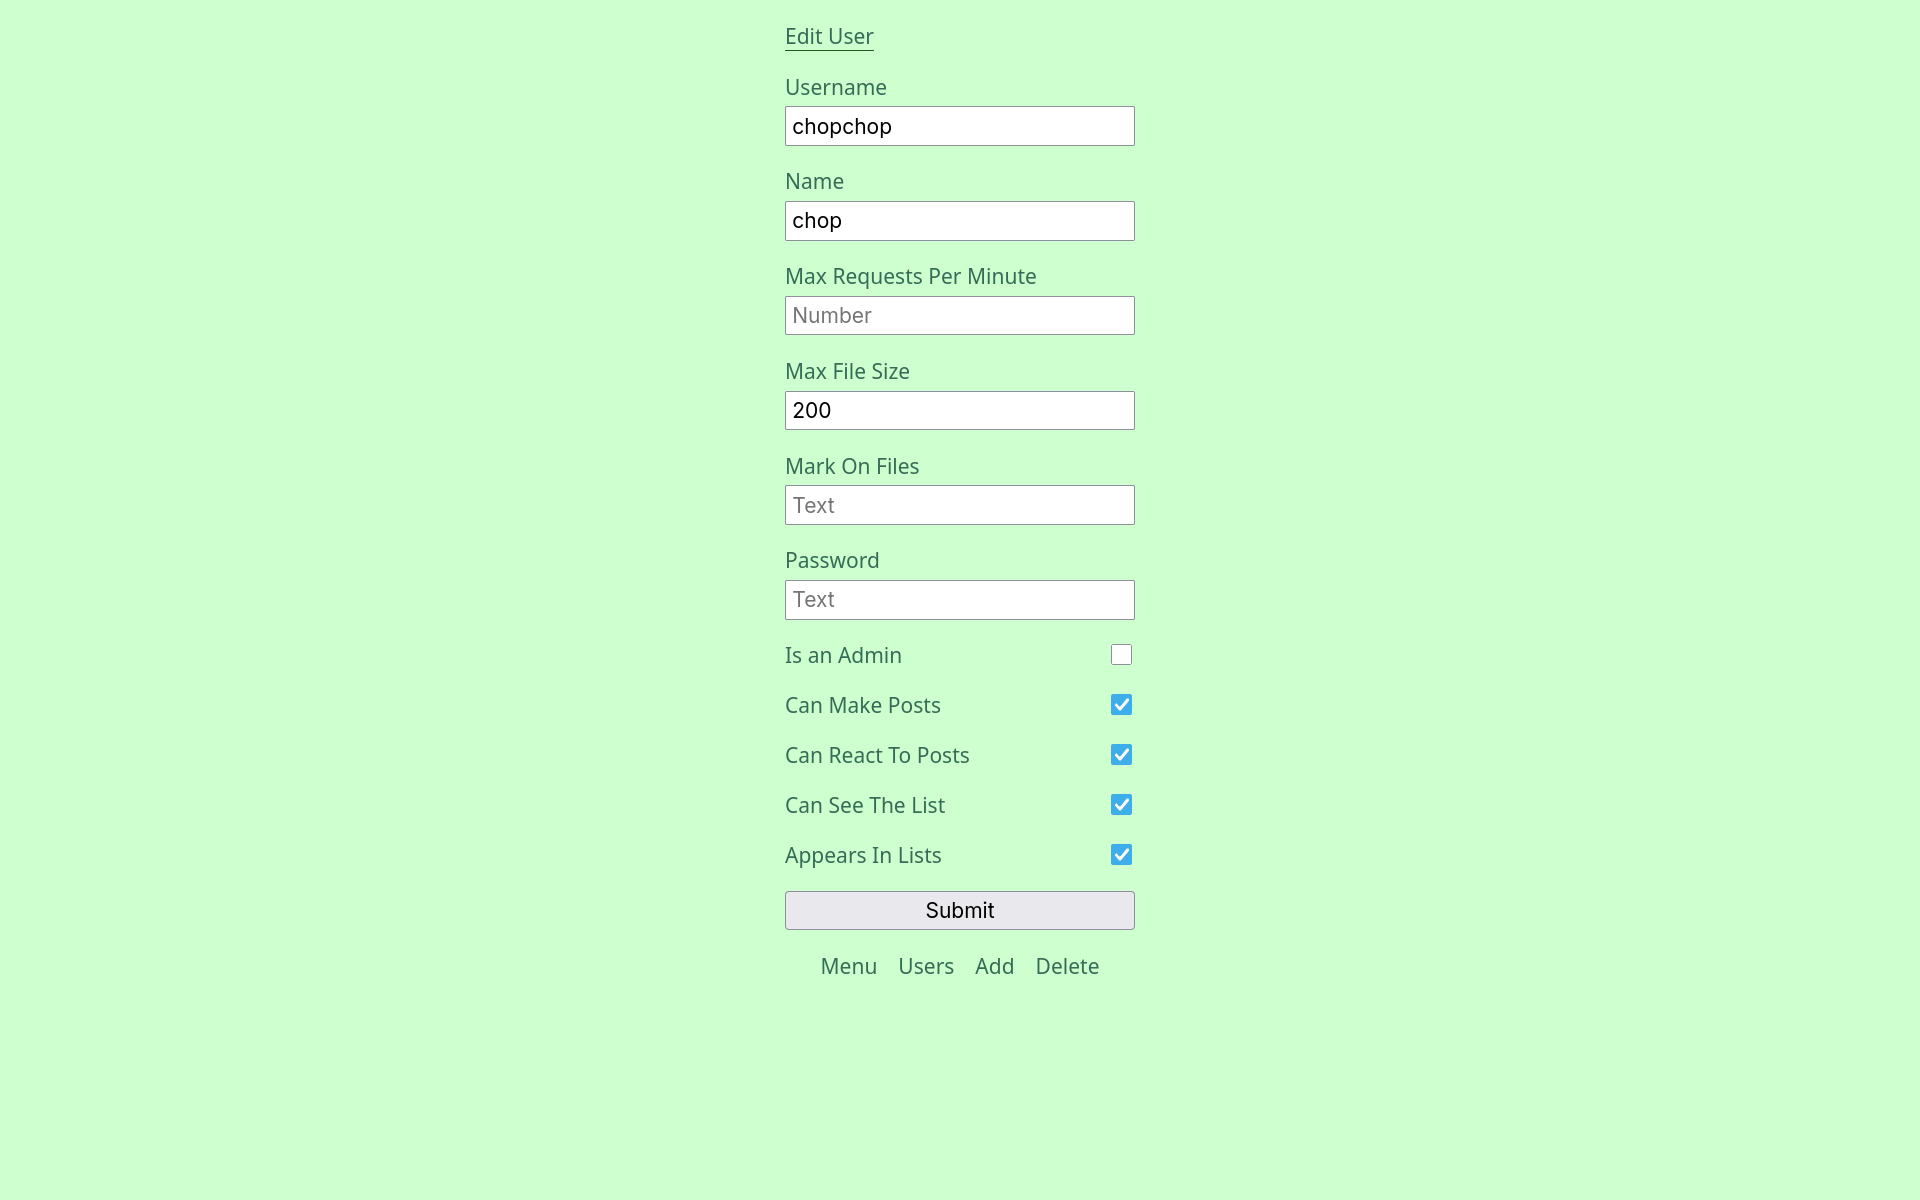 Edit User
Username
chopchop
Name
chop
Max Requests Per Minute
Number
Max File Size
200
Mark On Files
Text
Password
Text
Is an Admin
Can Make Posts
Can React To Posts
Can See The List
Appears In Lists
Submit
Menu Users Add Delete